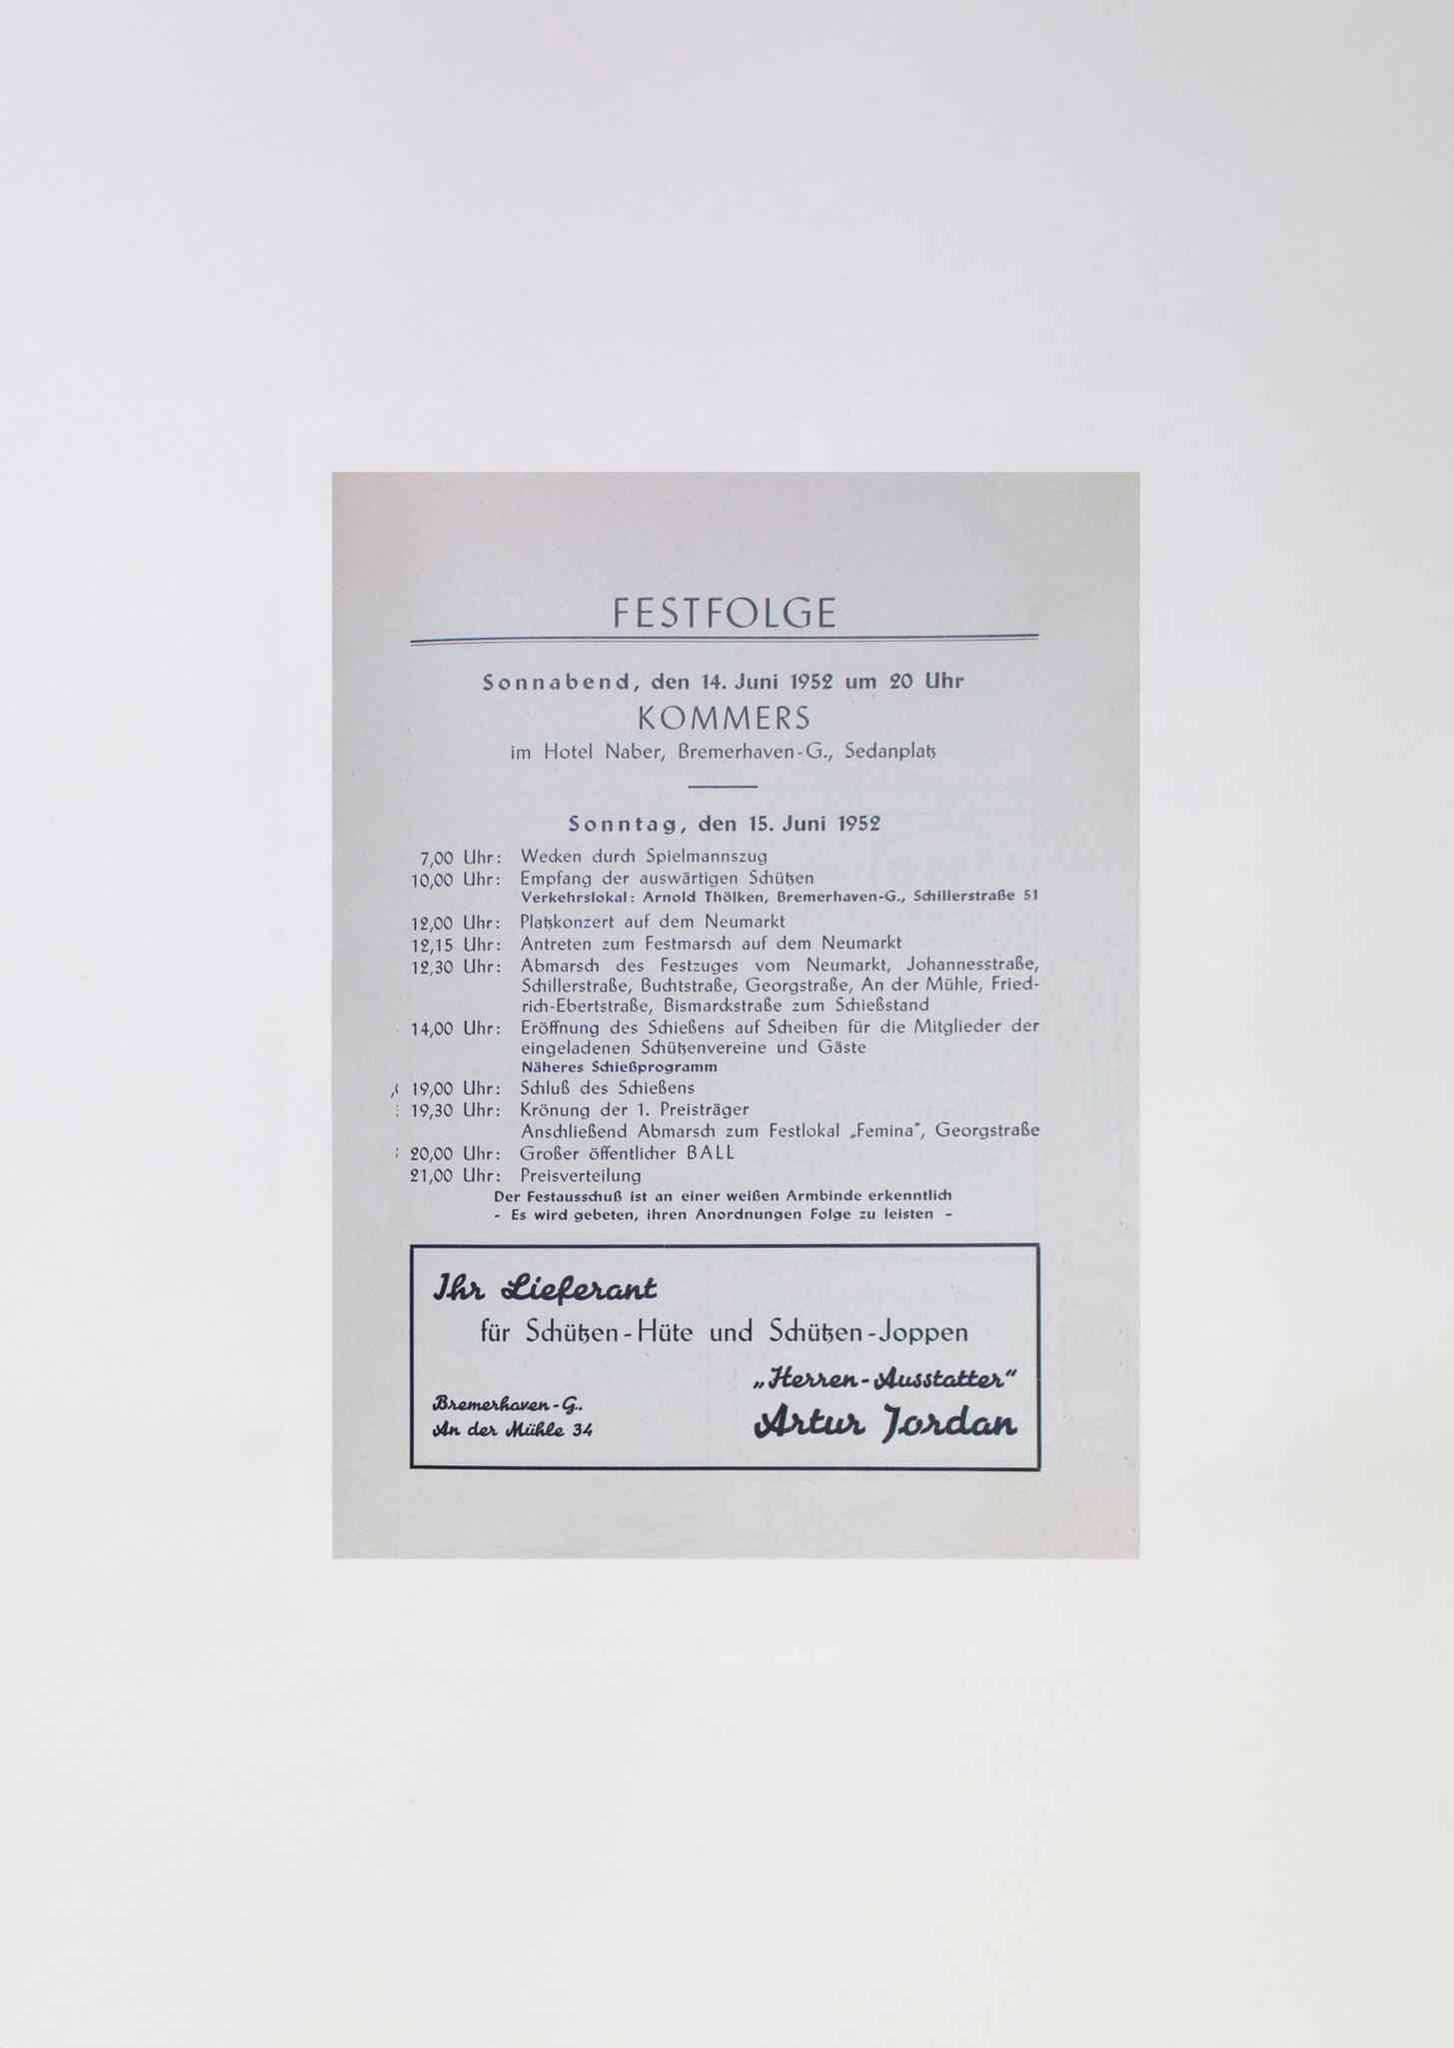 FESTFOLGE
Sonnabend, den 14. Juni 1952 um 20 Uhr
KOMMERS
im Hotel Naber, Bremerhaven-G., Sedanplatz
Sonntag, den 15. Juni 1952
7,00 Uhr: Wecken durch Spielmannszug
10,00 Uhr: Empfang der auswärtigen Schützen
Verkehrslokal: Arnold Thölken, Bremerhaven-G., Schillerstraße 51
12,00 Uhr: Platzkonzert auf dem Neumarkt
12,15 Uhr: Antreten zum Festmarsch auf dem Neumarkt
12,30 Uhr: Abmarsch des Festzuges vom Neumarkt, Johannesstraße,
Schillerstraße, Buchtstraße, Georgstraße, An der Mühle, Fried-
rich-Ebertstraße, Bismarckstraße zum Schießstand
14,00 Uhr: Eröffnung des Schießens auf Scheiben für die Mitglieder der
eingeladenen Schützenvereine und Gäste
Näheres Schießprogramm
19,00 Uhr: Schluß des Schießens
19,30 Uhr: Krönung der 1. Preisträger
Anschließend Abmarsch zum Festlokal „Femina", Georgstraße
20,00 Uhr: Großer öffentlicher BALL
21,00 Uhr: Preisverteilung
Der Festausschuß ist an einer weißen Armbinde erkenntlich
- Es wird gebeten, ihren Anordnungen Folge zu leisten -
Ihr Lieferant
für Schützen-Hüte und Schützen-Joppen
„Herren-Ausstatter"
Bremerhaven-G.
An der Mühle 34
Artur Jordan